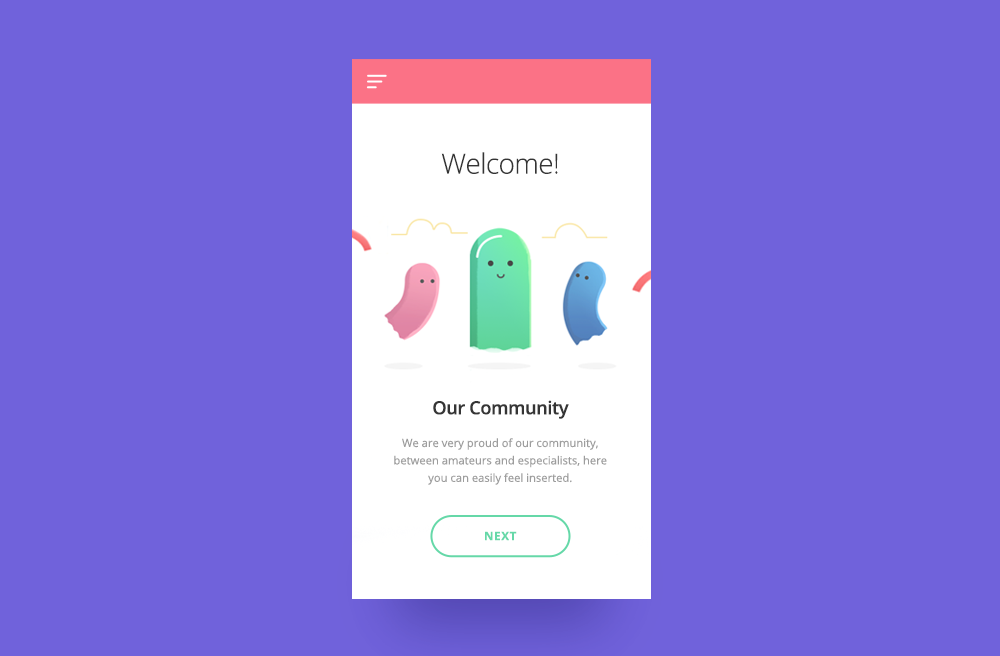 Welcome!
Our Community
We are very proud of our community,
between amateurs and especialists, here
you can easily feel inserted.
NEXT